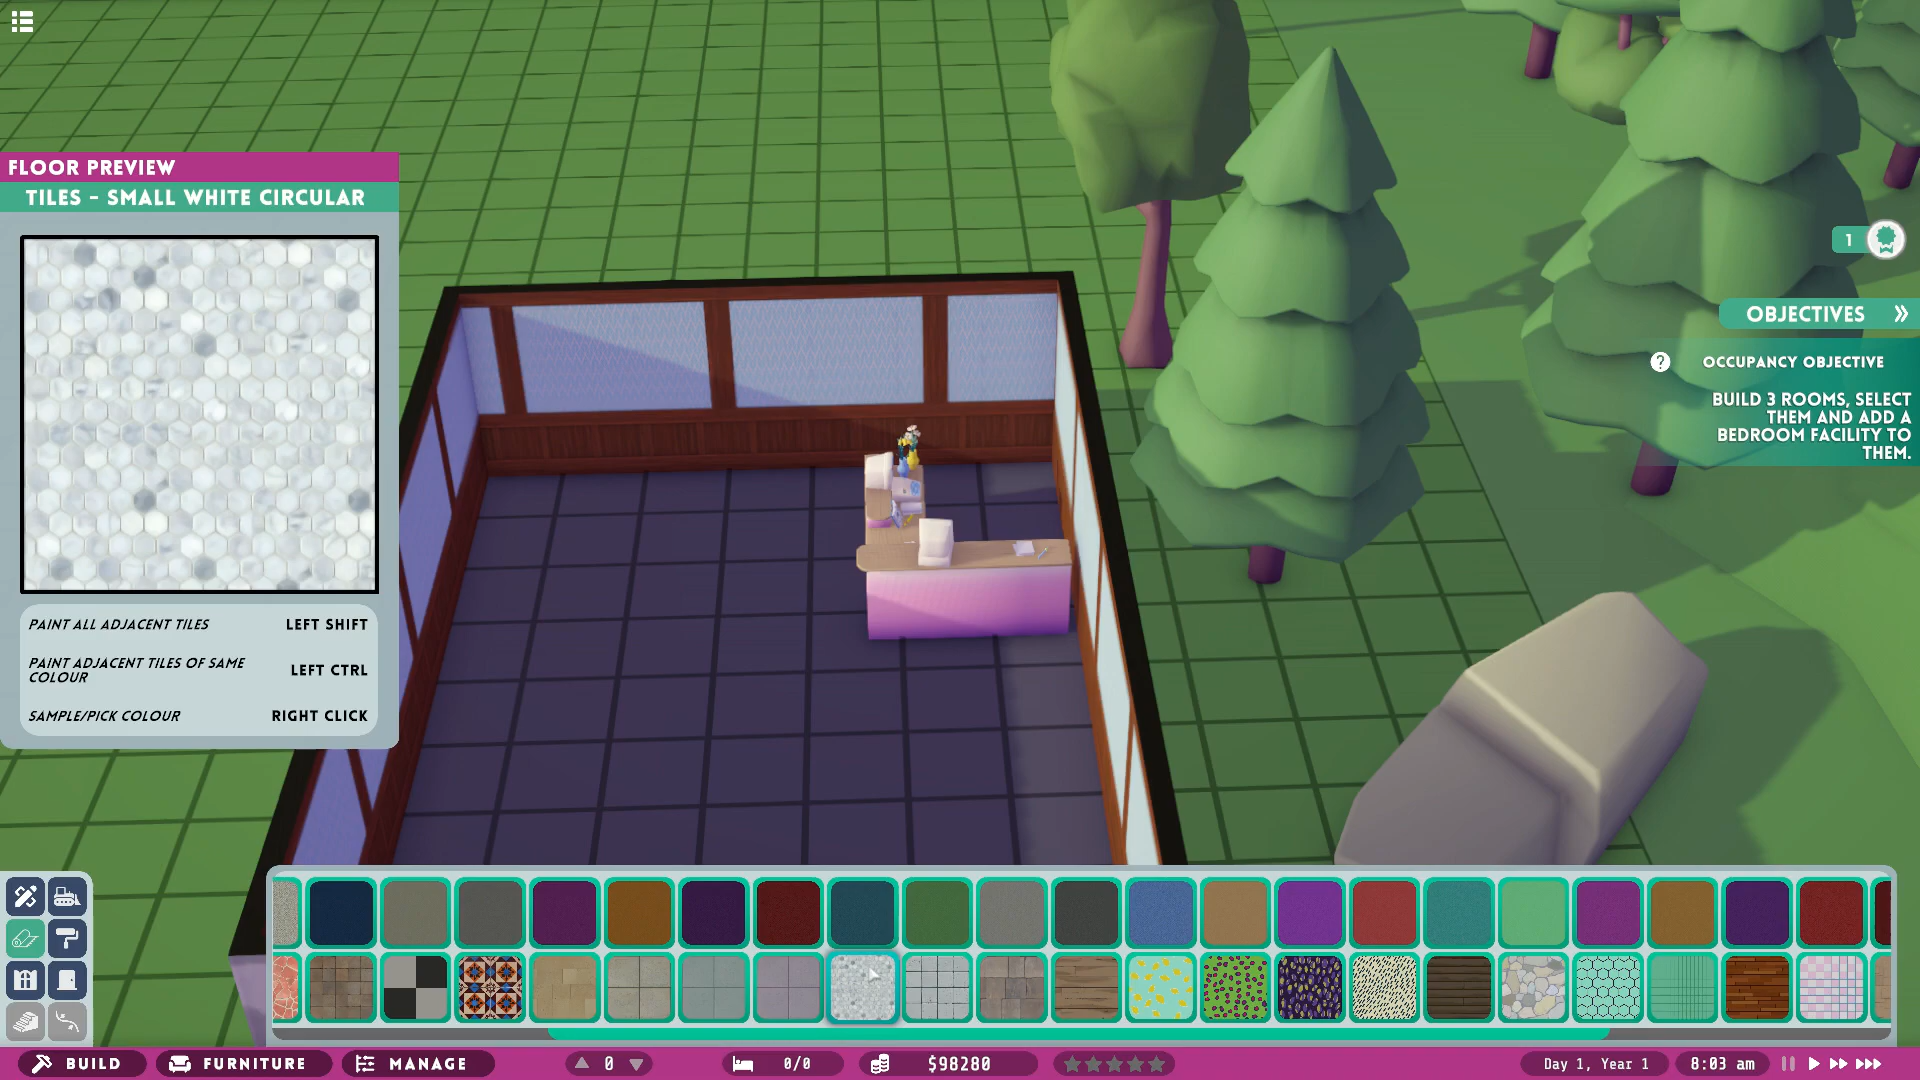 FLOOR PREVIEW
TILES - SMALL WHITE CIRCULAR
PAINT ALL ADJACENT TILES LEFT SHIFT
PAINT ADJACENT TILES OF SAME
COLOUR LEFT CTRL
SAMPLE/PICK COLOUR RIGHT CLICK
1
OBJECTIVES
? OCCUPANCY OBJECTIVE
BUILD 3 ROOMS, SELECT
THEM AND ADD A
BEDROOM FACILITY TO
THEM.
BUILD FURNITURE MANAGE 0 0/0 $98280 Day 1, Year 1 8:03 am